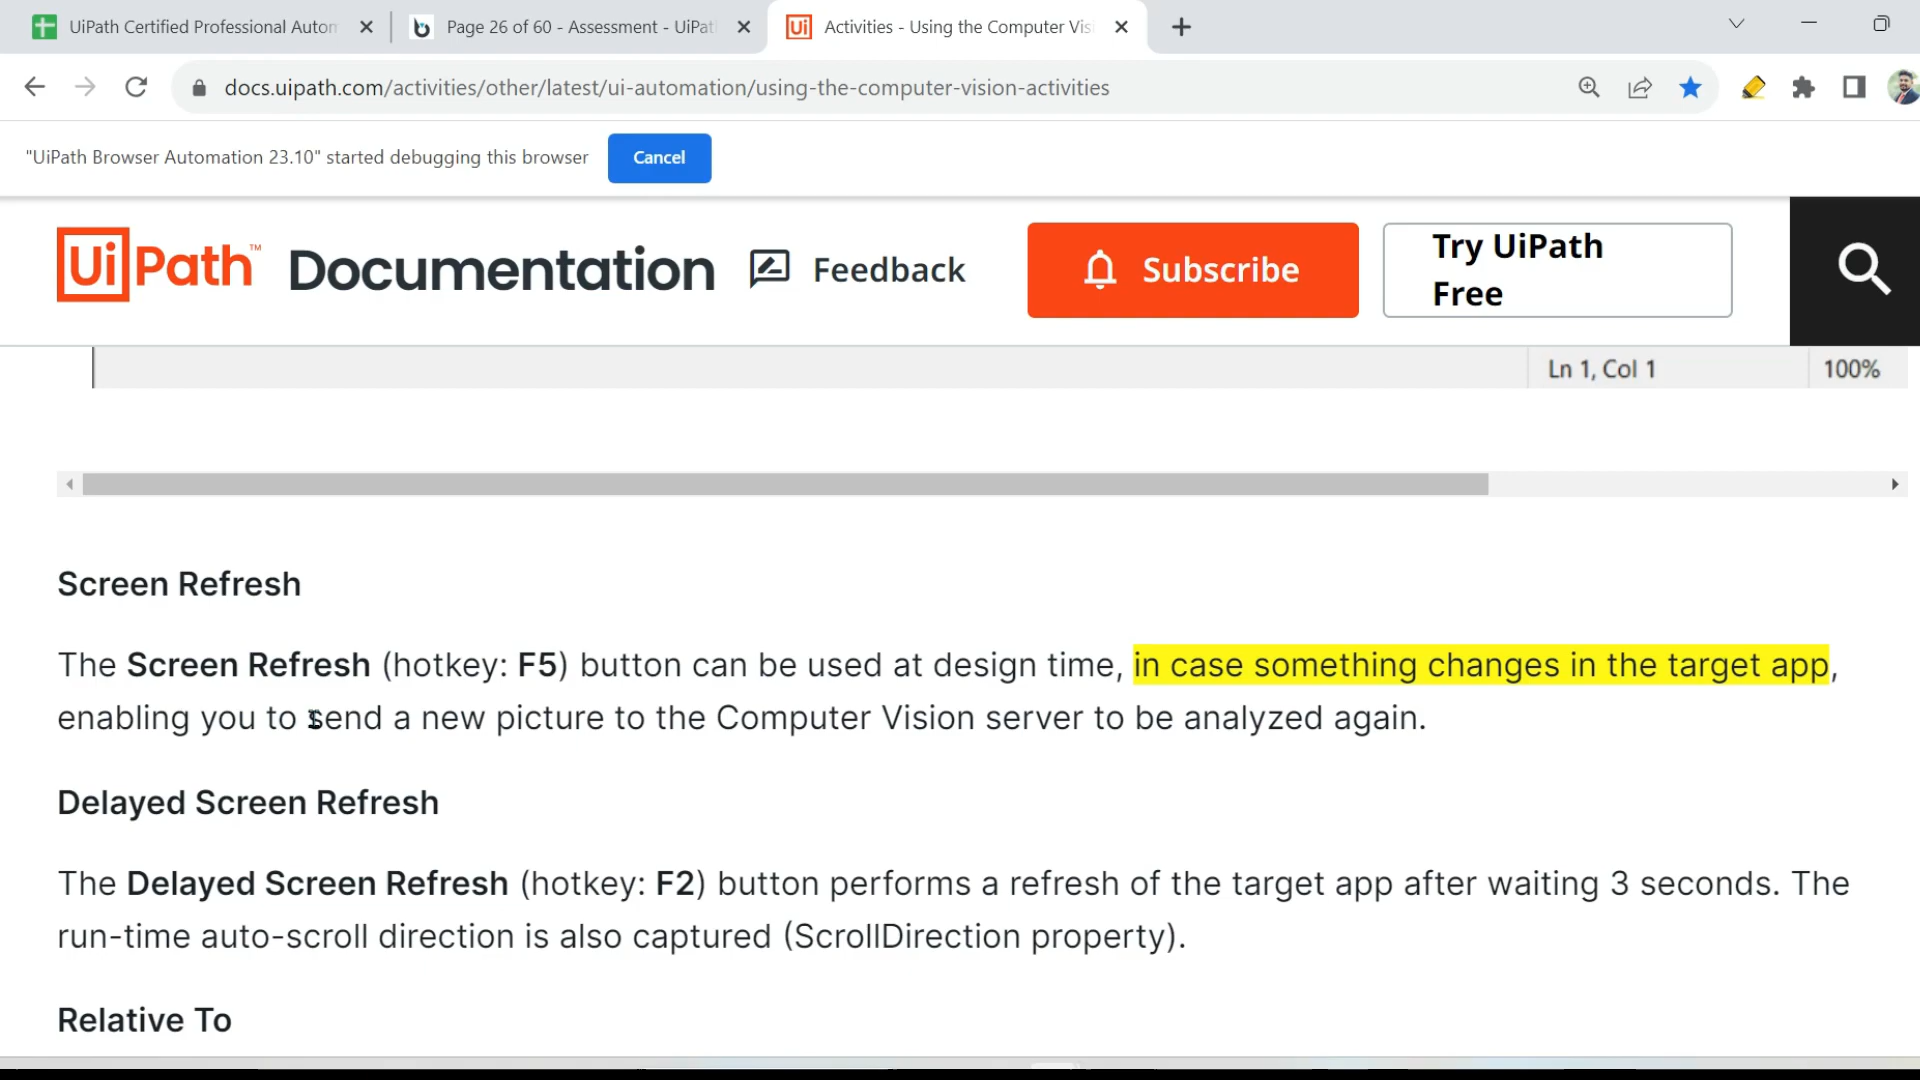 UiPath Certified Professional Autom
Page 26 of 60 - Assessment - UiPat
Activities - Using the Computer Vis
docs.uipath.com/activities/other/latest/ui-automation/using-the-computer-vision-activities
"UiPath Browser Automation 23.10" started debugging this browser
Cancel
UiPath™ Documentation
Feedback
Subscribe
Try UiPath
Free
Ln 1, Col 1
100%
Screen Refresh
The Screen Refresh (hotkey: F5) button can be used at design time, in case something changes in the target app,
enabling you to send a new picture to the Computer Vision server to be analyzed again.
Delayed Screen Refresh
The Delayed Screen Refresh (hotkey: F2) button performs a refresh of the target app after waiting 3 seconds. The
run-time auto-scroll direction is also captured (ScrollDirection property).
Relative To